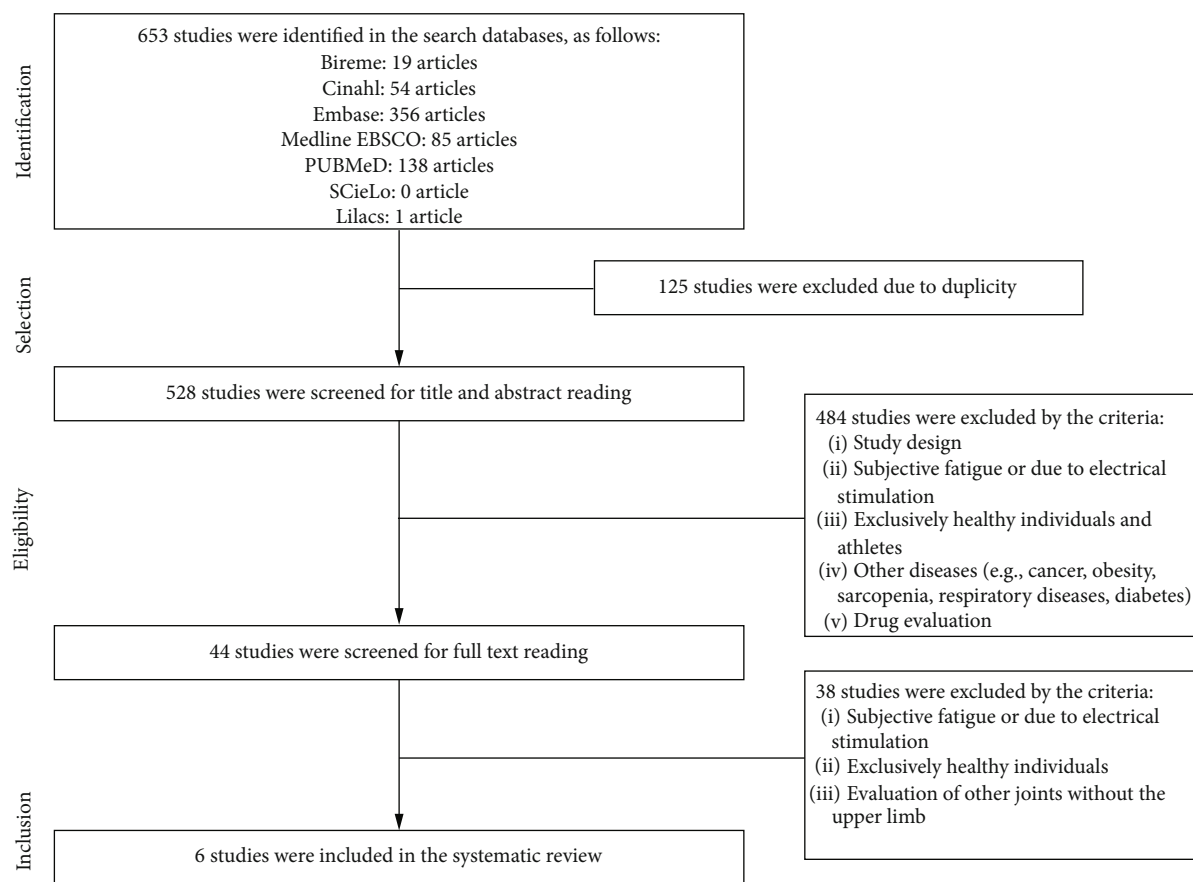 Identification
653 studies were identified in the search databases, as follows:
Bireme: 19 articles
Cinahl: 54 articles
Embase: 356 articles
Medline EBSCO: 85 articles
PUBMeD: 138 articles
SCieLo: 0 article
Lilacs: 1 article
Selection
125 studies were excluded due to duplicity
528 studies were screened for title and abstract reading
Eligibility
484 studies were excluded by the criteria:
(i) Study design
(ii) Subjective fatigue or due to electrical
stimulation
(iii) Exclusively healthy individuals and
athletes
(iv) Other diseases (e.g., cancer, obesity,
sarcopenia, respiratory diseases, diabetes)
(v) Drug evaluation
44 studies were screened for full text reading
38 studies were excluded by the criteria:
(i) Subjective fatigue or due to electrical
stimulation
(ii) Exclusively healthy individuals
(iii) Evaluation of other joints without the
upper limb
Inclusion
6 studies were included in the systematic review